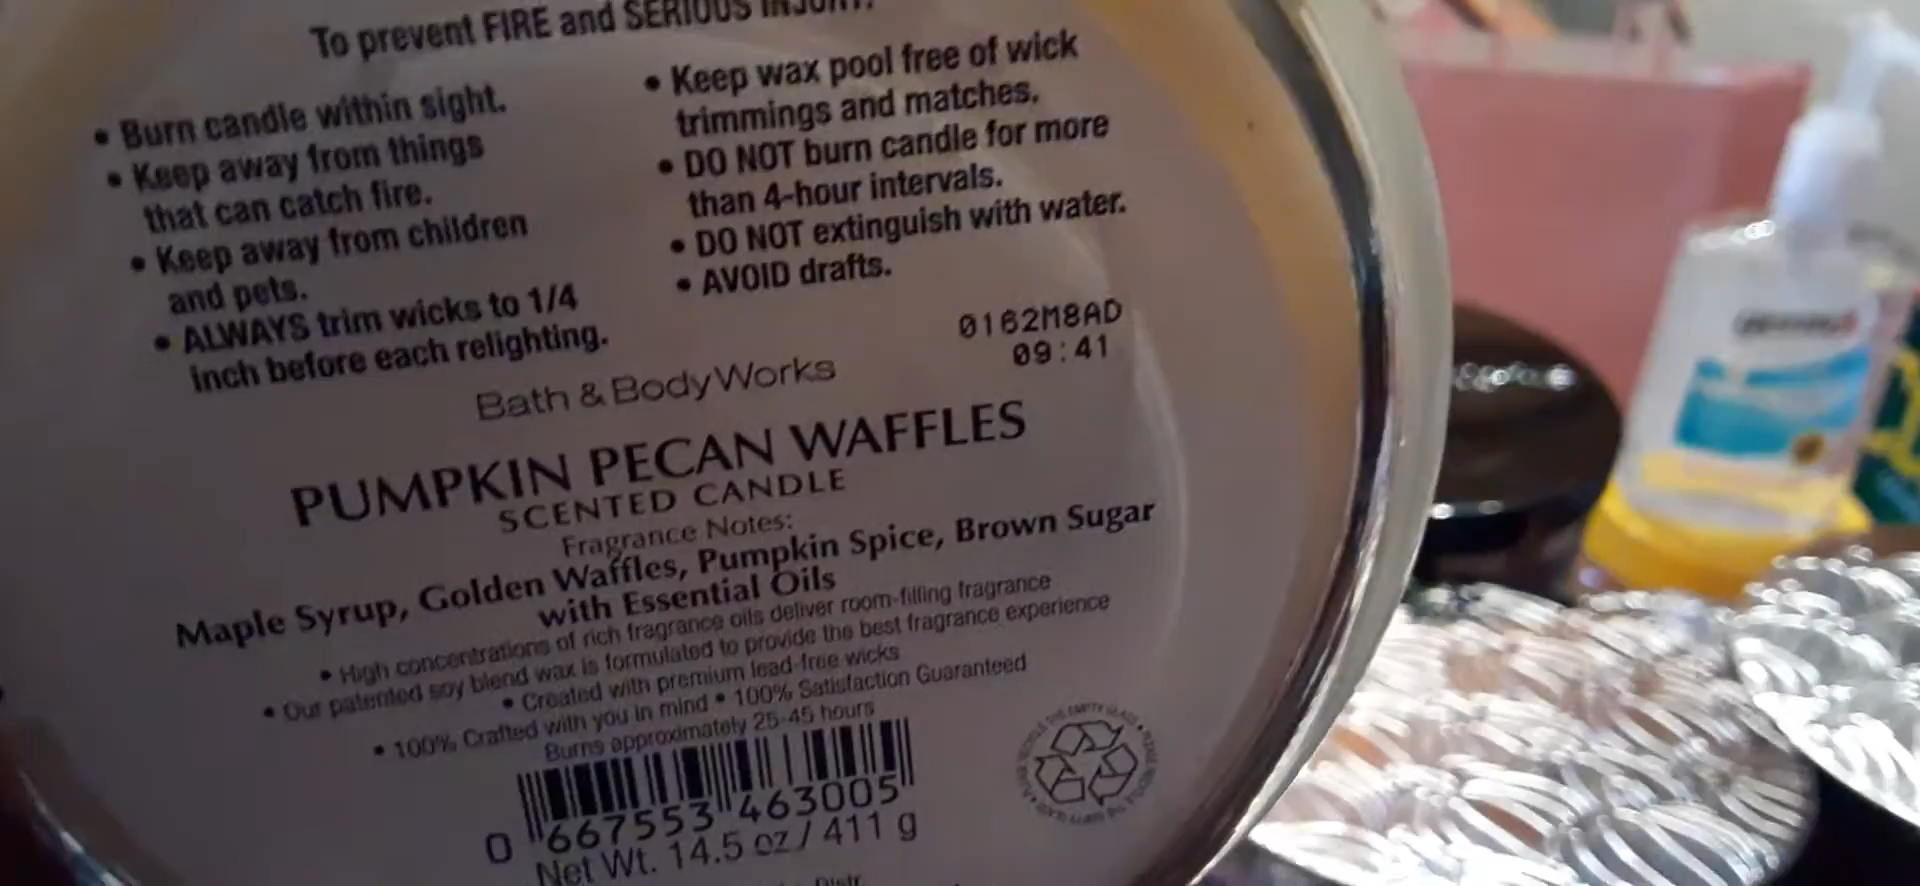 To prevent FIRE and SERIOUS INJURY:
• Burn candle within sight.
• Keep away from things
that can catch fire.
• Keep away from children
and pets.
• ALWAYS trim wicks to 1/4
inch before each relighting.
• Keep wax pool free of wick
trimmings and matches.
• DO NOT burn candle for more
than 4-hour intervals.
• DO NOT extinguish with water.
• AVOID drafts.
0162M8AD
09:41
Bath & Body Works
PUMPKIN PECAN WAFFLES
SCENTED CANDLE
Fragrance Notes:
Maple Syrup, Golden Waffles, Pumpkin Spice, Brown Sugar
with Essential Oils
• High concentrations of rich fragrance oils deliver room-filling fragrance
• Our patented soy blend wax is formulated to provide the best fragrance experience
• Created with premium lead-free wicks
• 100% Crafted with you in mind • 100% Satisfaction Guaranteed
Burns approximately 25-45 hours
0 667553 463005
Net Wt. 14.5 oz / 411 g
Distr.